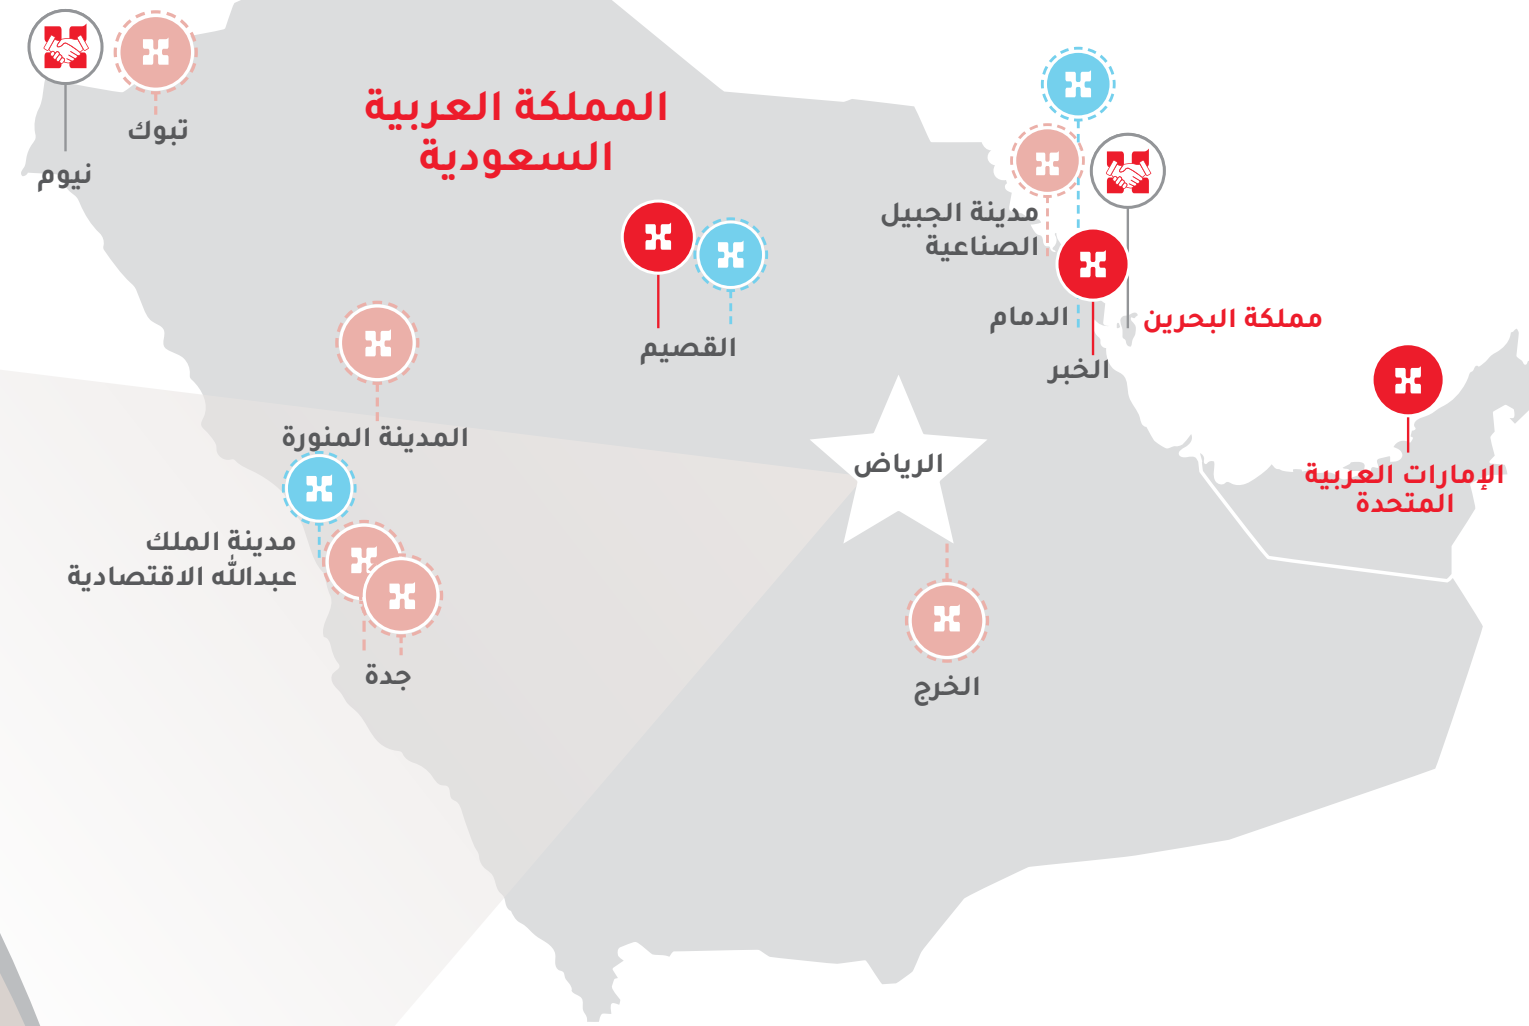 المملكة العربية
السعودية
تبوك
نيوم
مدينة الجبيل
الصناعية
الدمام
مملكة البحرين
القصيم
الخبر
المدينة المنورة
الرياض
الإمارات العربية
المتحدة
مدينة الملك
عبدالله الاقتصادية
جدة
الخرج